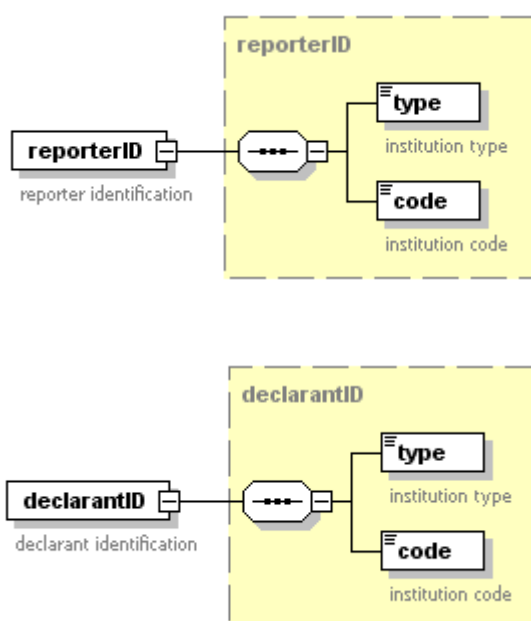 reporterID
type
institution type
reporterID
reporter identification
code
institution code
declarantID
type
institution type
declarantID
declarant identification
code
institution code